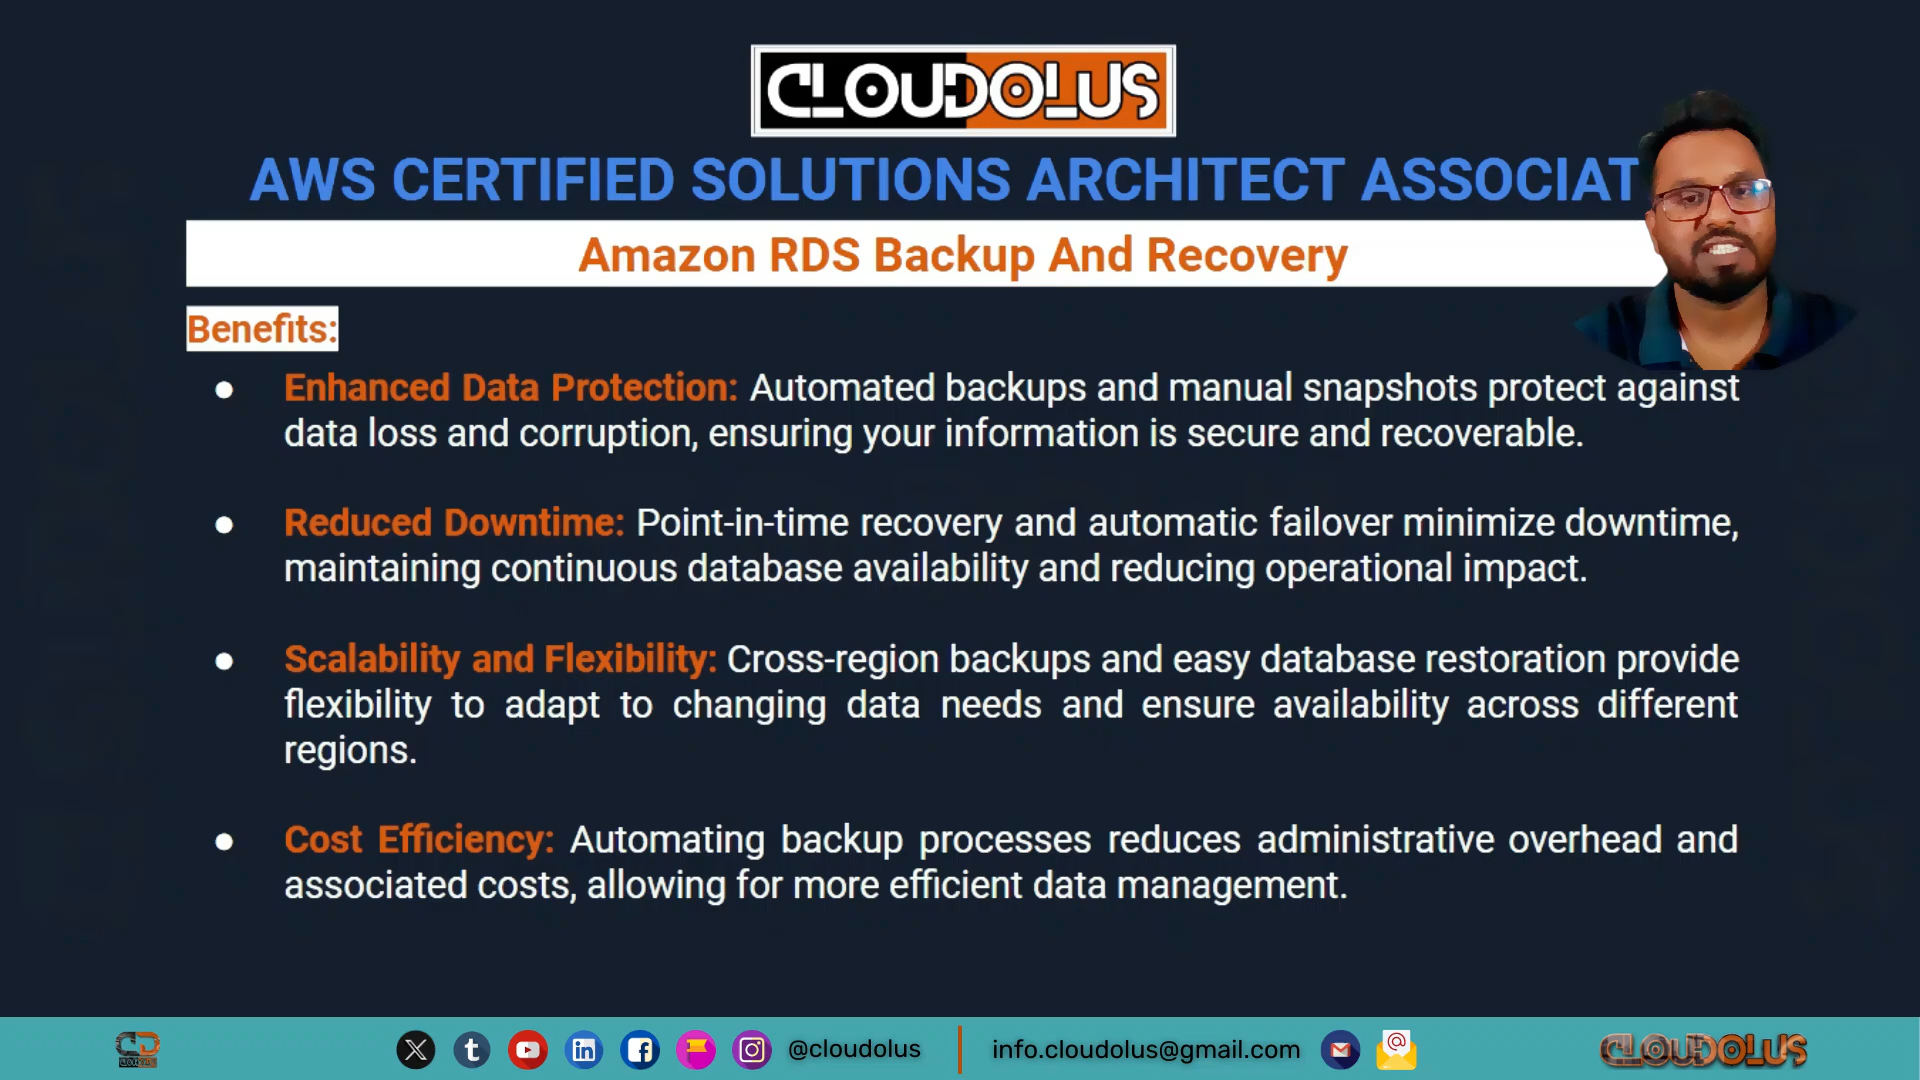 CLOUDOLUS
AWS CERTIFIED SOLUTIONS ARCHITECT ASSOCIAT
Amazon RDS Backup And Recovery
Benefits:
● Enhanced Data Protection: Automated backups and manual snapshots protect against
data loss and corruption, ensuring your information is secure and recoverable.
● Reduced Downtime: Point-in-time recovery and automatic failover minimize downtime,
maintaining continuous database availability and reducing operational impact.
● Scalability and Flexibility: Cross-region backups and easy database restoration provide
flexibility to adapt to changing data needs and ensure availability across different
regions.
● Cost Efficiency: Automating backup processes reduces administrative overhead and
associated costs, allowing for more efficient data management.
@cloudolus
info.cloudolus@gmail.com
CLOUDOLUS